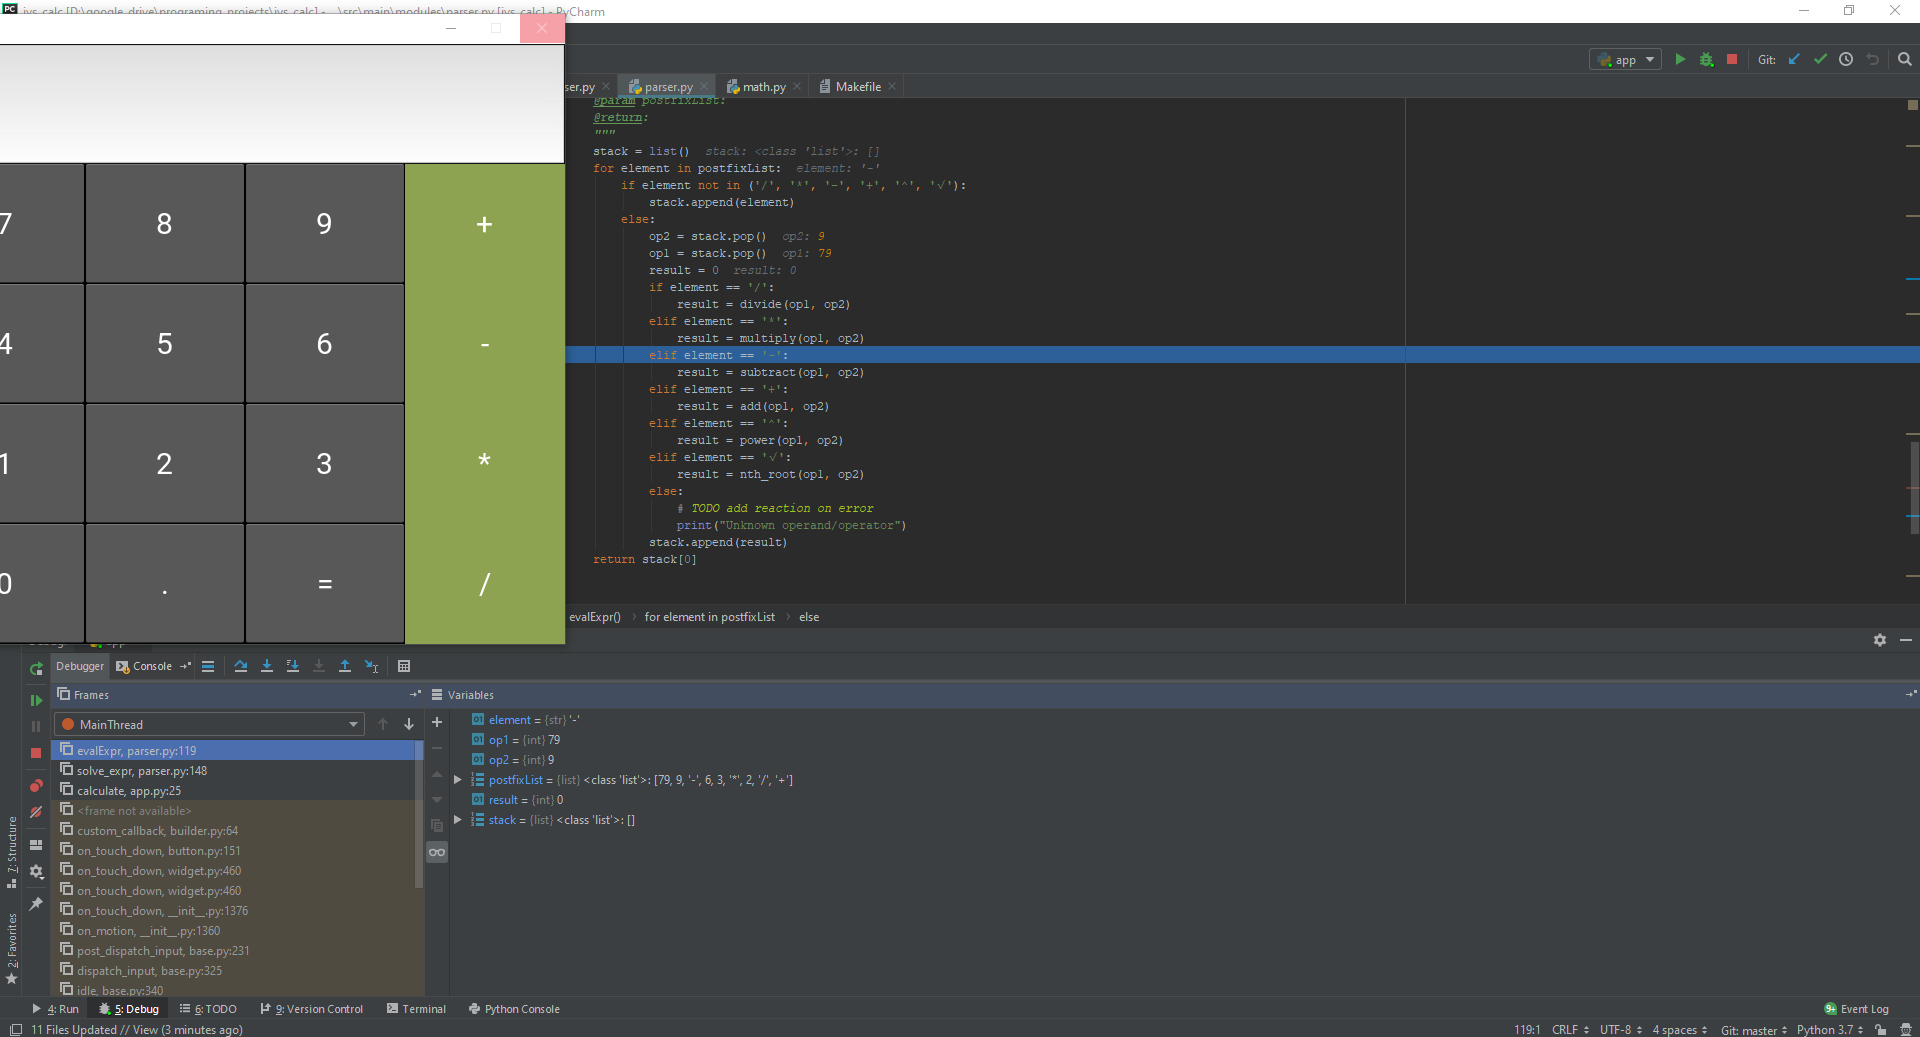 ivs_calc [D:\google_drive\programing_projects\ivs_calc] - ...\src\main\modules\parser.py [ivs_calc] - PyCharm
app
Git:
ser.py
parser.py
math.py
Makefile
@param postfixList:
@return:
"""
stack = list()  stack: <class 'list'>: []
for element in postfixList:  element: '-'
if element not in ('/', '*', '-', '+', '^', '√'):
stack.append(element)
else:
op2 = stack.pop()  op2: 9
op1 = stack.pop()  op1: 79
result = 0  result: 0
if element == '/':
result = divide(op1, op2)
elif element == '*':
result = multiply(op1, op2)
elif element == '-':
result = subtract(op1, op2)
elif element == '+':
result = add(op1, op2)
elif element == '^':
result = power(op1, op2)
elif element == '√':
result = nth_root(op1, op2)
else:
# TODO add reaction on error
print("Unknown operand/operator")
stack.append(result)
return stack[0]
7 8 9 +
4 5 6 -
1 2 3 *
0 . = /
evalExpr() › for element in postfixList › else
Debugger
Console
Frames
Variables
MainThread
evalExpr, parser.py:119
solve_expr, parser.py:148
calculate, app.py:25
<frame not available>
custom_callback, builder.py:64
on_touch_down, button.py:151
on_touch_down, widget.py:460
on_touch_down, widget.py:460
on_touch_down, __init__.py:1376
on_motion, __init__.py:1360
post_dispatch_input, base.py:231
dispatch_input, base.py:325
idle, base.py:340
element = {str} '-'
op1 = {int} 79
op2 = {int} 9
postfixList = {list} <class 'list'>: [79, 9, '-', 6, 3, '*', 2, '/', '+']
result = {int} 0
stack = {list} <class 'list'>: []
7: Structure
2: Favorites
4: Run
5: Debug
6: TODO
9: Version Control
Terminal
Python Console
9+ Event Log
11 Files Updated // View (3 minutes ago)
119:1
CRLF
UTF-8
4 spaces
Git: master
Python 3.7